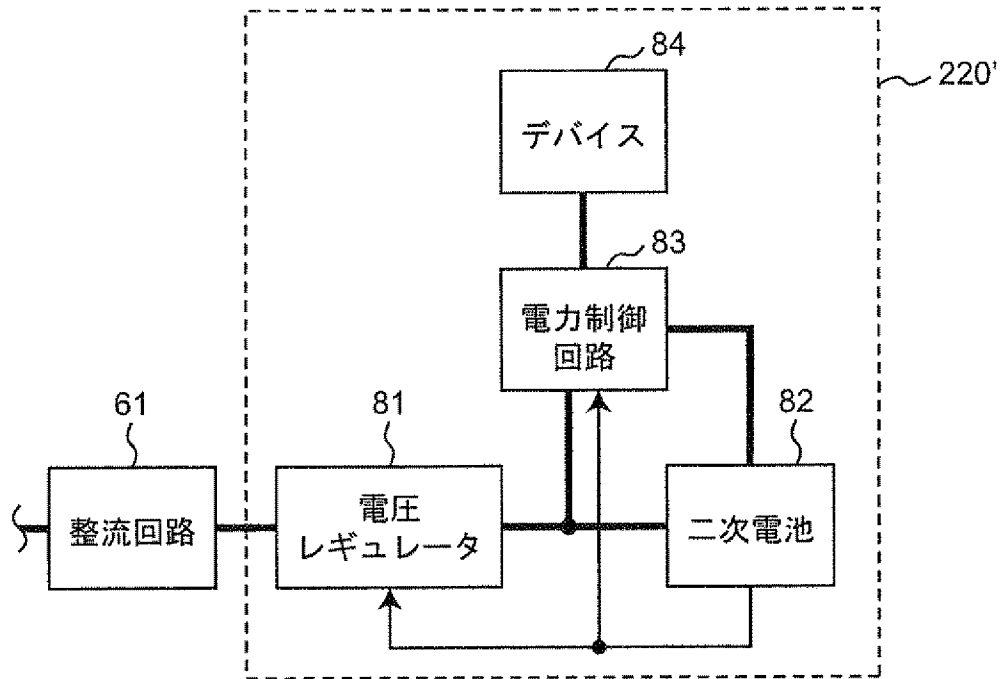 84
220'
デバイス
83
電力制御
回路
61
81
82
整流回路
電圧
レギュレータ
二次電池